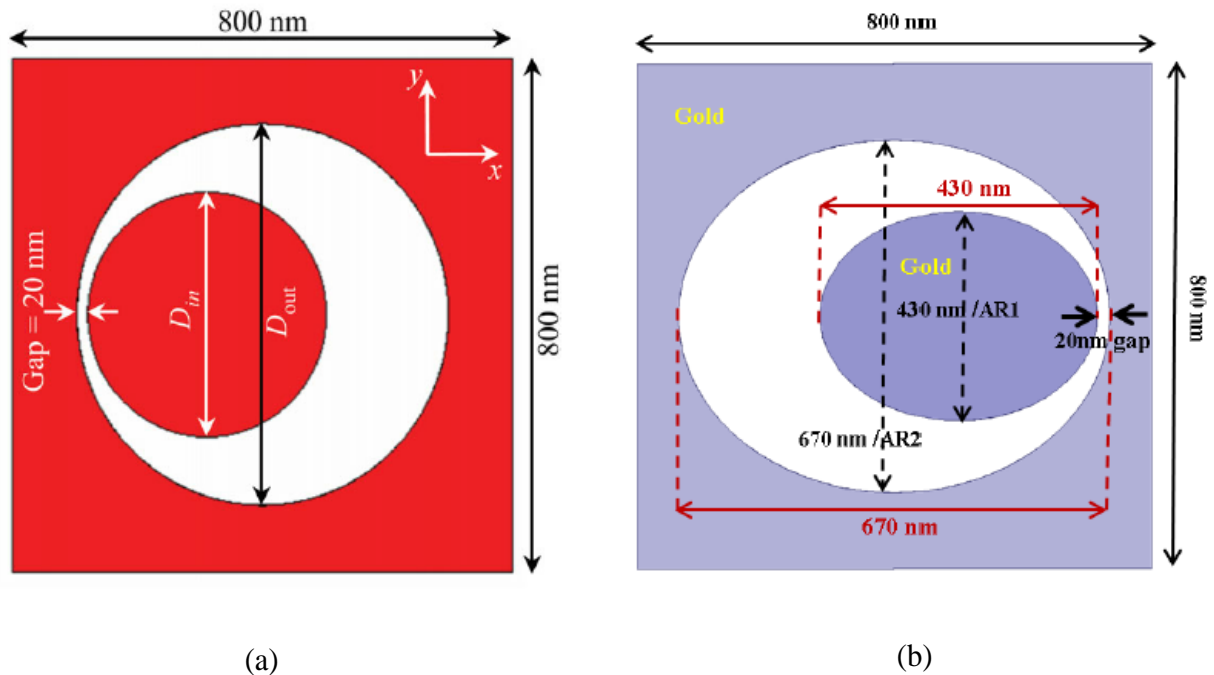 800 nm
y
x
Gap = 20 nm
D_in
D_out
800 nm
(a)
800 nm
Gold
430 nm
Gold
430 nm /AR1
20nm gap
670 nm /AR2
670 nm
800 nm
(b)